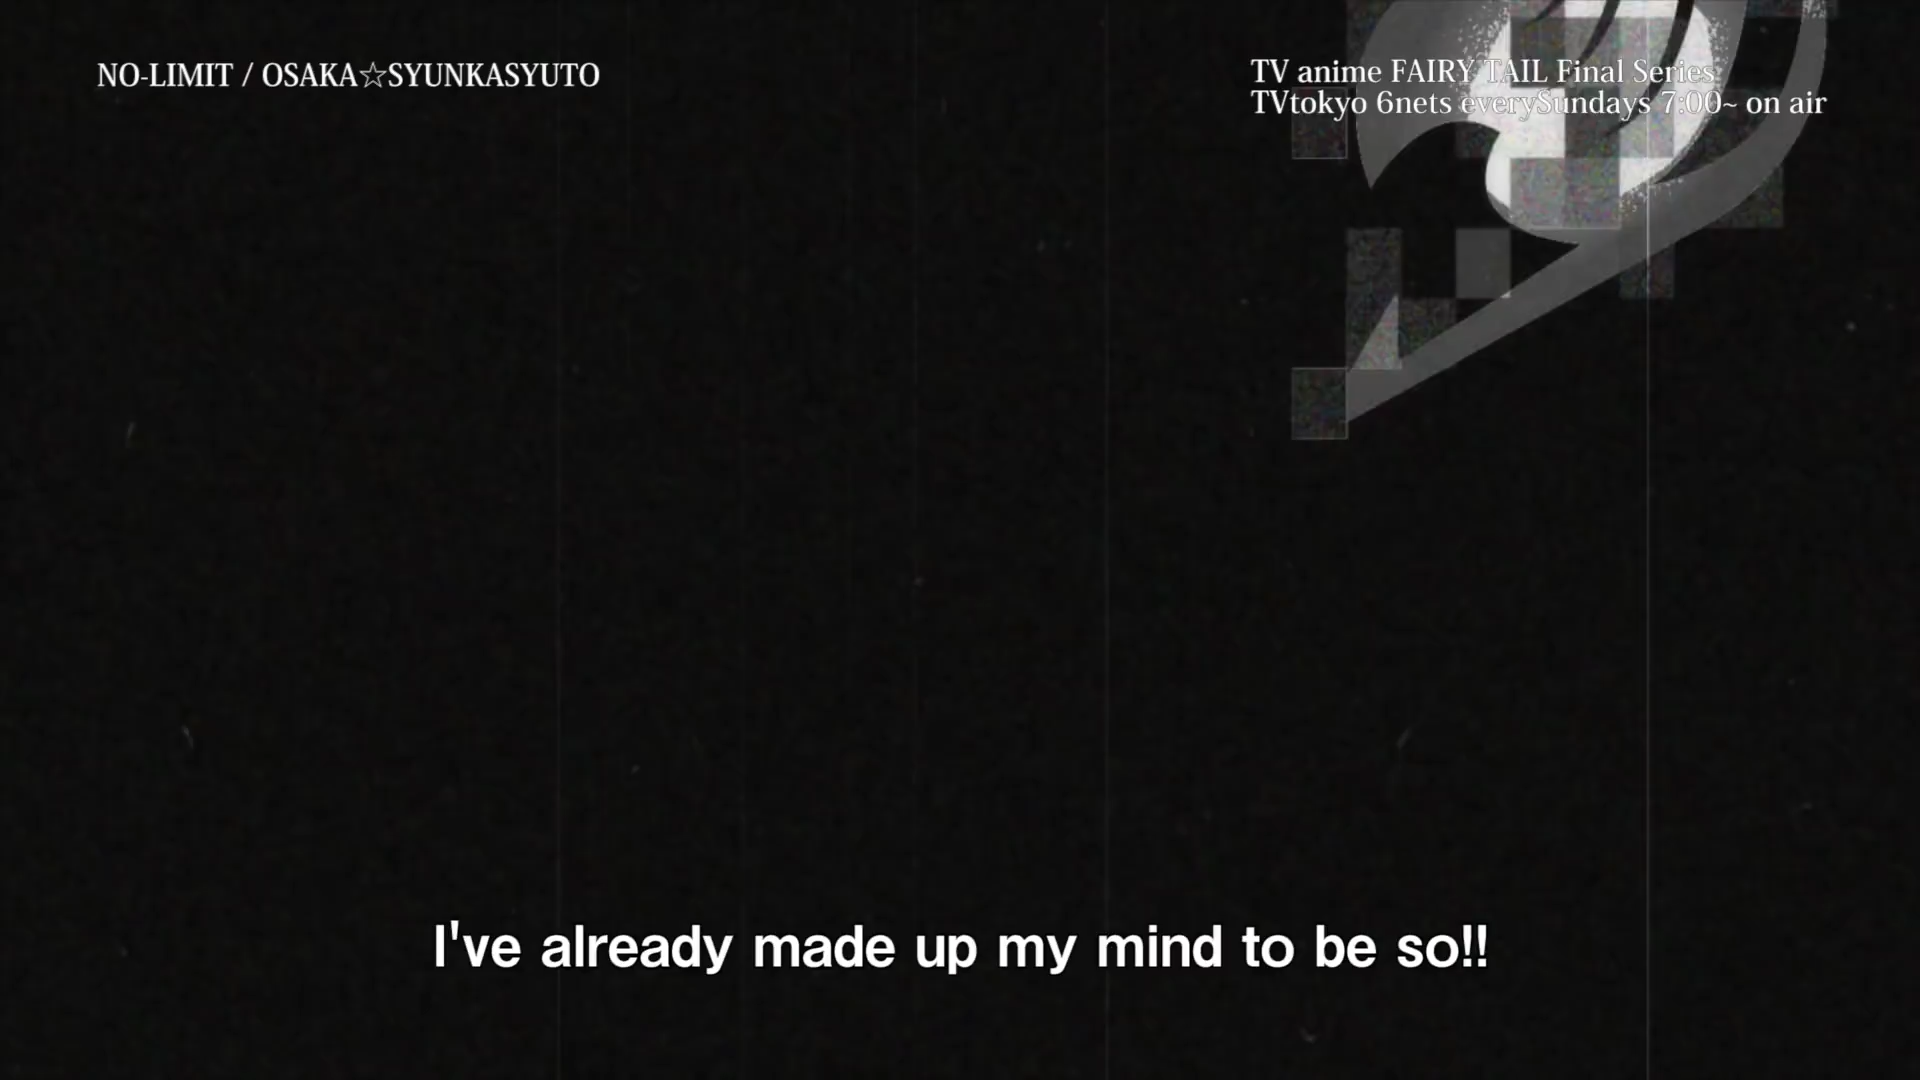 NO-LIMIT / OSAKA☆SYUNKASYUTO
TV anime FAIRY TAIL Final Series
TVtokyo 6nets everySundays 7:00~ on air
I've already made up my mind to be so!!